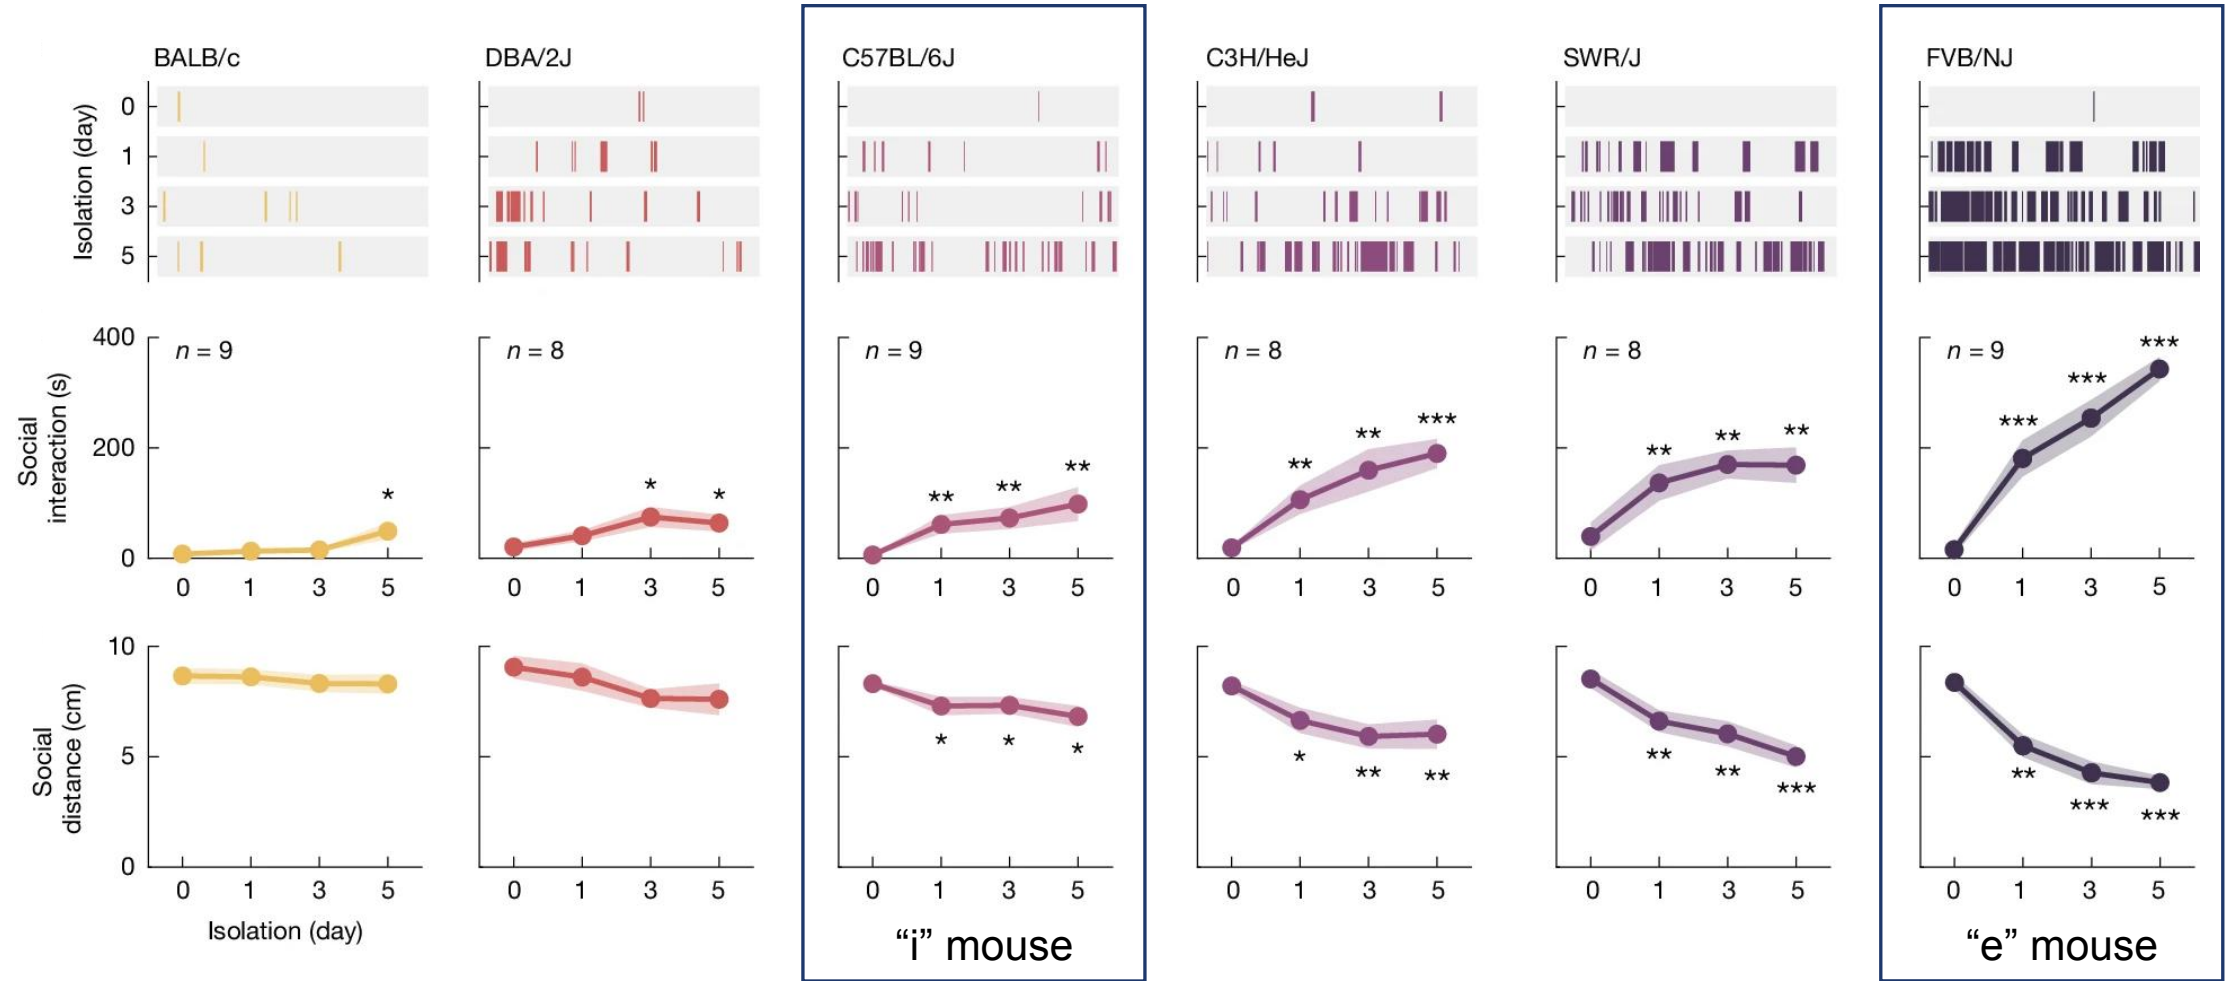 BALB/c
DBA/2J
C57BL/6J
C3H/HeJ
SWR/J
FVB/NJ
Isolation (day)
0
1
3
5
Social
interaction (s)
400
200
0
n = 9
*
0 1 3 5
n = 8
* *
0 1 3 5
n = 9
** ** **
0 1 3 5
n = 8
** ** ***
0 1 3 5
n = 8
** ** **
0 1 3 5
n = 9
*** *** ***
0 1 3 5
Social
distance (cm)
10
5
0
0 1 3 5
0 1 3 5
* * *
0 1 3 5
* ** **
0 1 3 5
** ** ***
0 1 3 5
** *** ***
0 1 3 5
Isolation (day)
“i” mouse
“e” mouse